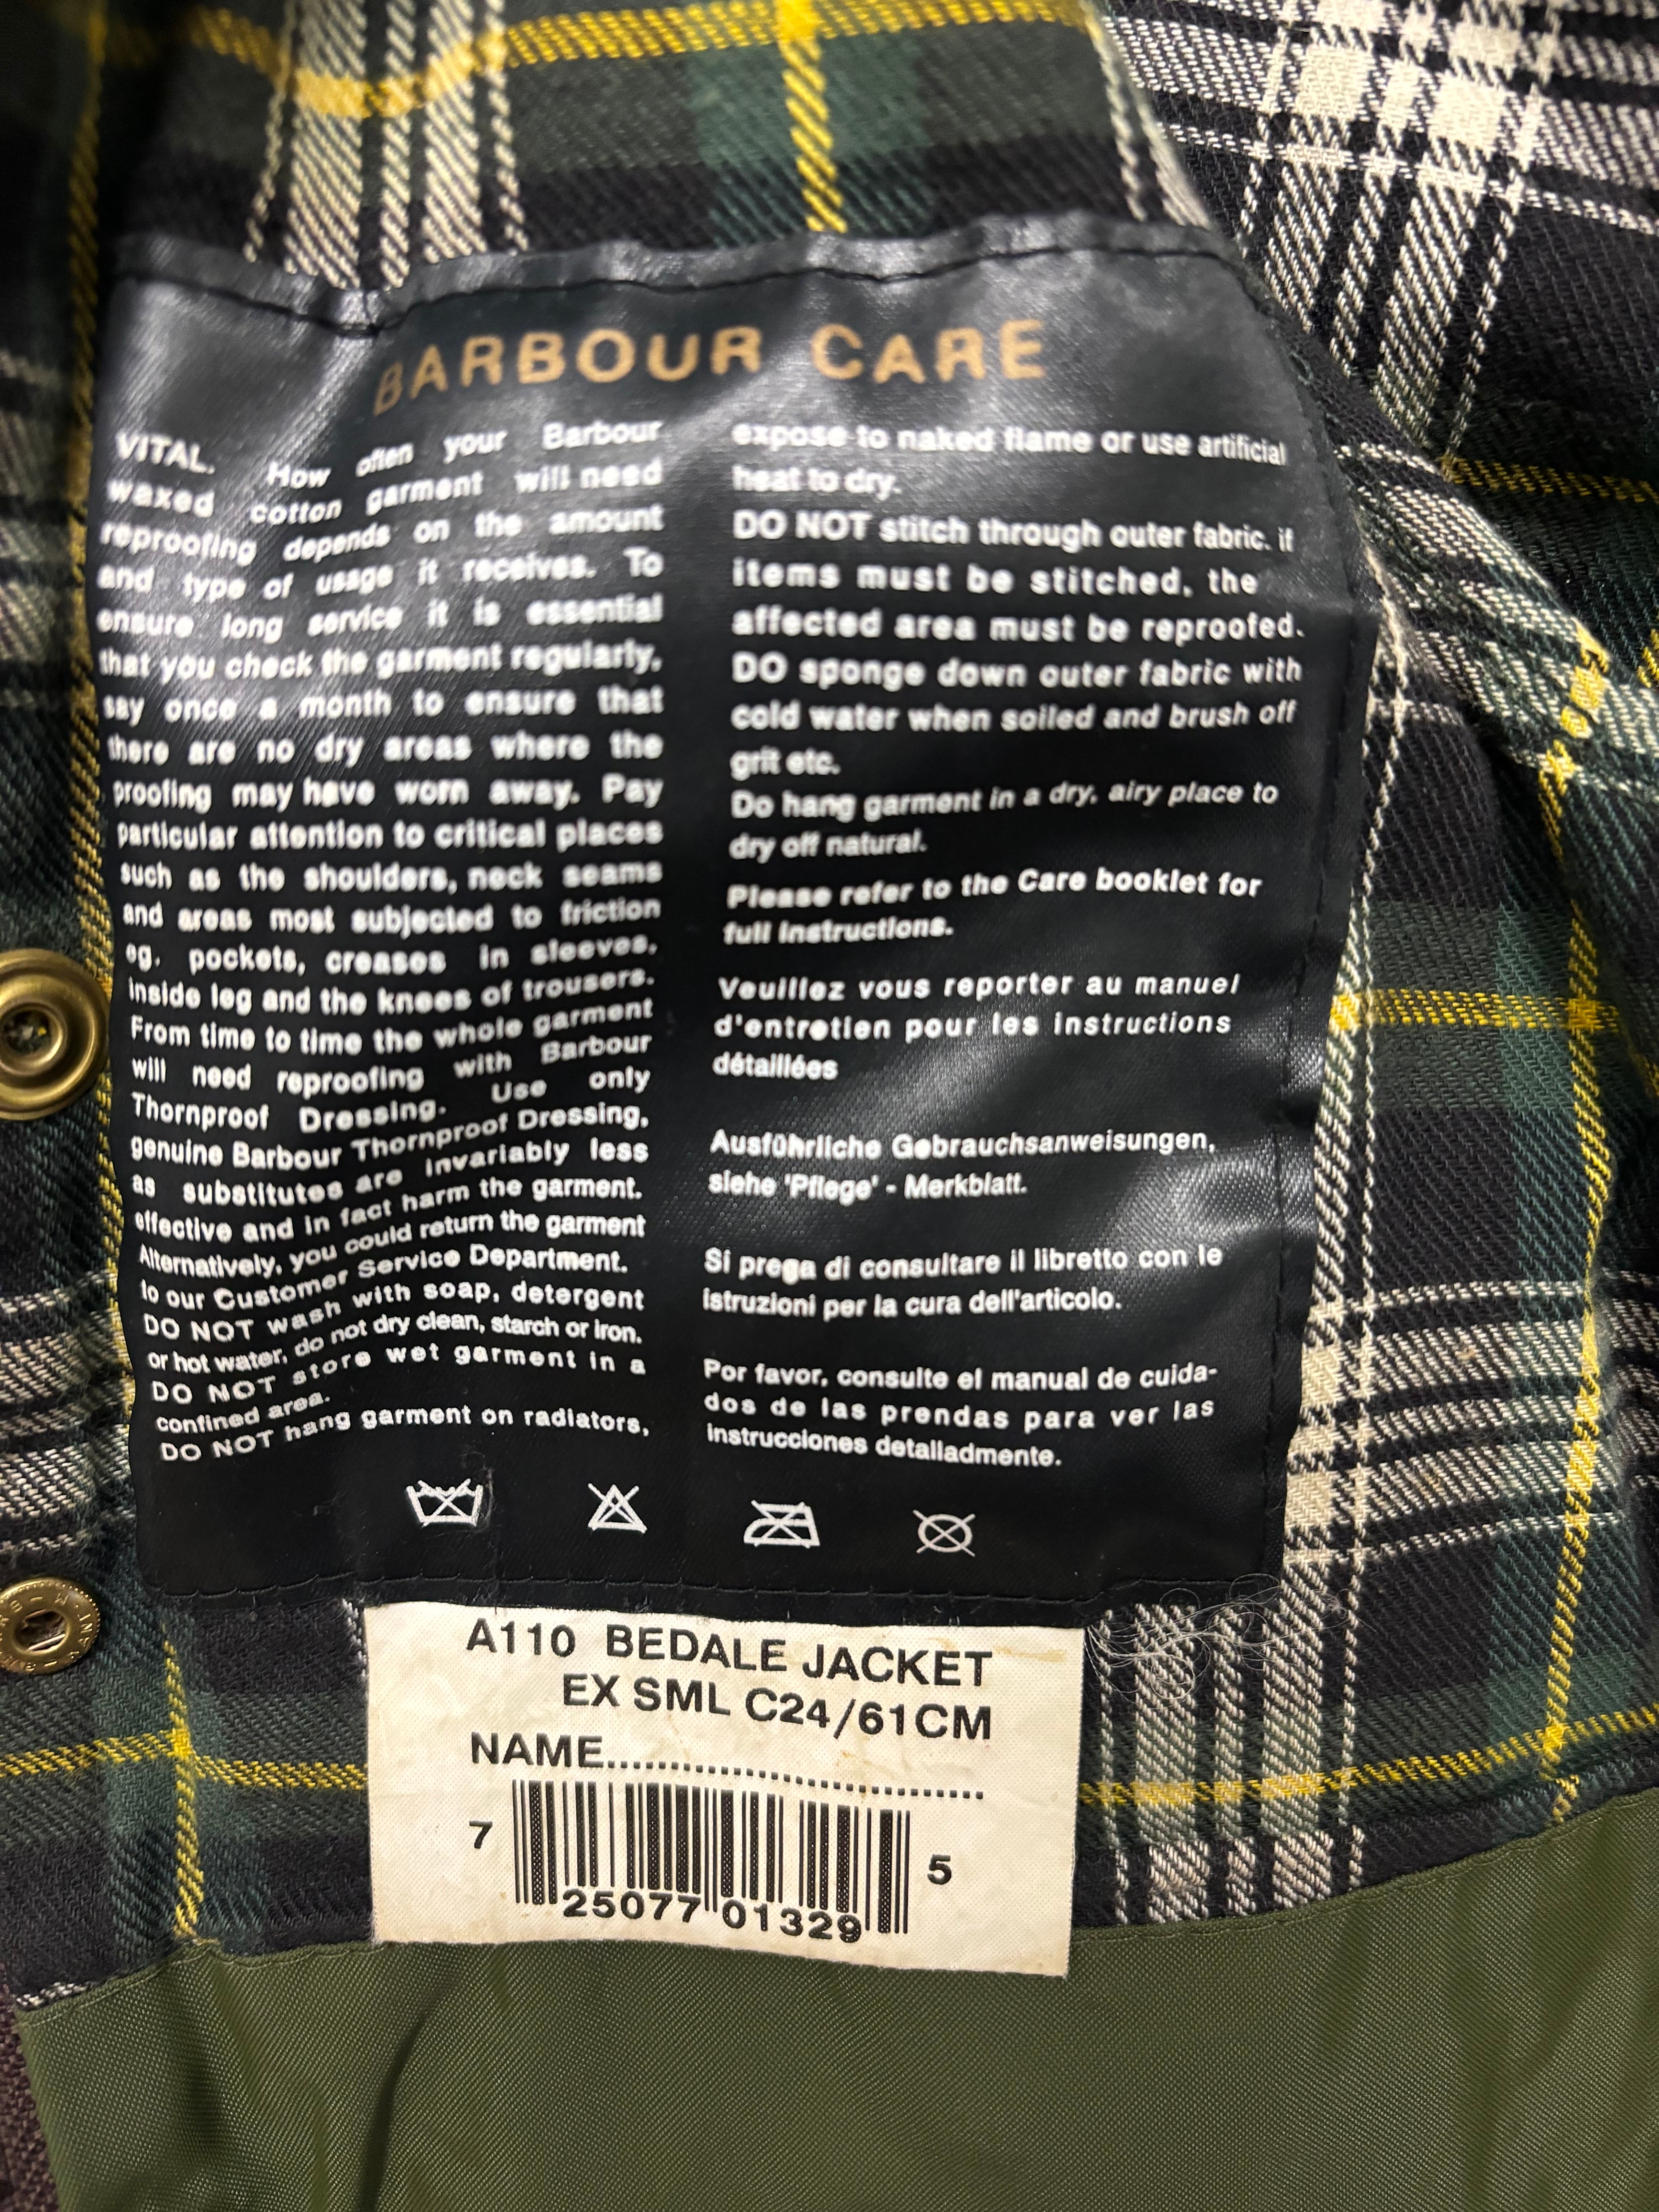 BARBOUR CARE
VITAL. How often your Barbour
waxed cotton garment will need
reproofing depends on the amount
and type of usage it receives. To
ensure long service it is essential
that you check the garment regularly,
say once a month to ensure that
there are no dry areas where the
proofing may have worn away. Pay
particular attention to critical places
such as the shoulders, neck seams
and areas most subjected to friction
eg. pockets, creases in sleeves,
inside leg and the knees of trousers.
From time to time the whole garment
will need reproofing with Barbour
Thornproof Dressing. Use only
genuine Barbour Thornproof Dressing,
as substitutes are invariably less
effective and in fact harm the garment.
Alternatively, you could return the garment
to our Customer Service Department.
DO NOT wash with soap, detergent
or hot water, do not dry clean, starch or iron.
DO NOT store wet garment in a
confined area.
DO NOT hang garment on radiators,
expose to naked flame or use artificial
heat to dry.
DO NOT stitch through outer fabric. if
items must be stitched, the
affected area must be reproofed.
DO sponge down outer fabric with
cold water when soiled and brush off
grit etc.
Do hang garment in a dry, airy place to
dry off natural.
Please refer to the Care booklet for
full instructions.
Veuillez vous reporter au manuel
d'entretien pour les instructions
détaillées
Ausführliche Gebrauchsanweisungen,
siehe 'Pflege' - Merkblatt.
Si prega di consultare il libretto con le
istruzioni per la cura dell'articolo.
Por favor, consulte el manual de cuida-
dos de las prendas para ver las
instrucciones detalladmente.
A110 BEDALE JACKET
EX SML C24/61CM
NAME...............................
7 25077 01329 5